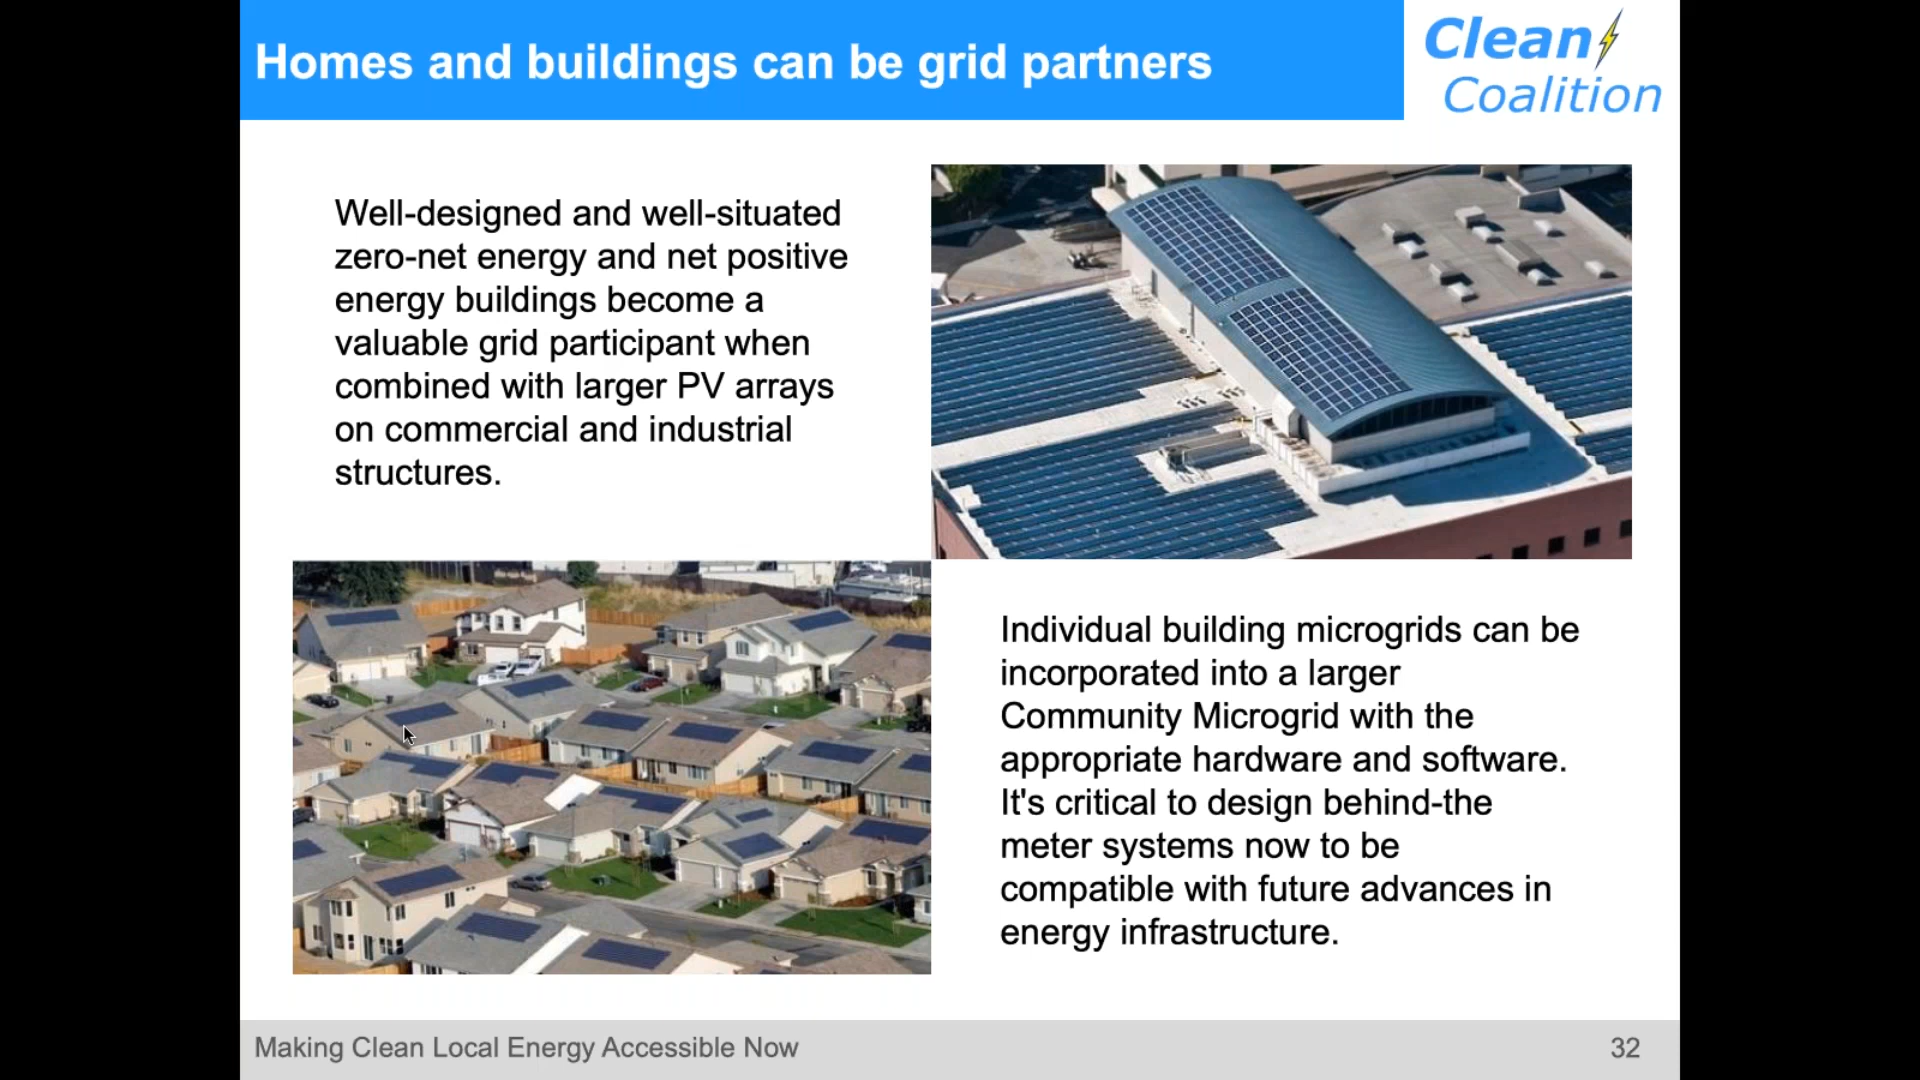 Homes and buildings can be grid partners
Clean
Coalition
Well-designed and well-situated
zero-net energy and net positive
energy buildings become a
valuable grid participant when
combined with larger PV arrays
on commercial and industrial
structures.
Individual building microgrids can be
incorporated into a larger
Community Microgrid with the
appropriate hardware and software.
It's critical to design behind-the
meter systems now to be
compatible with future advances in
energy infrastructure.
Making Clean Local Energy Accessible Now
32